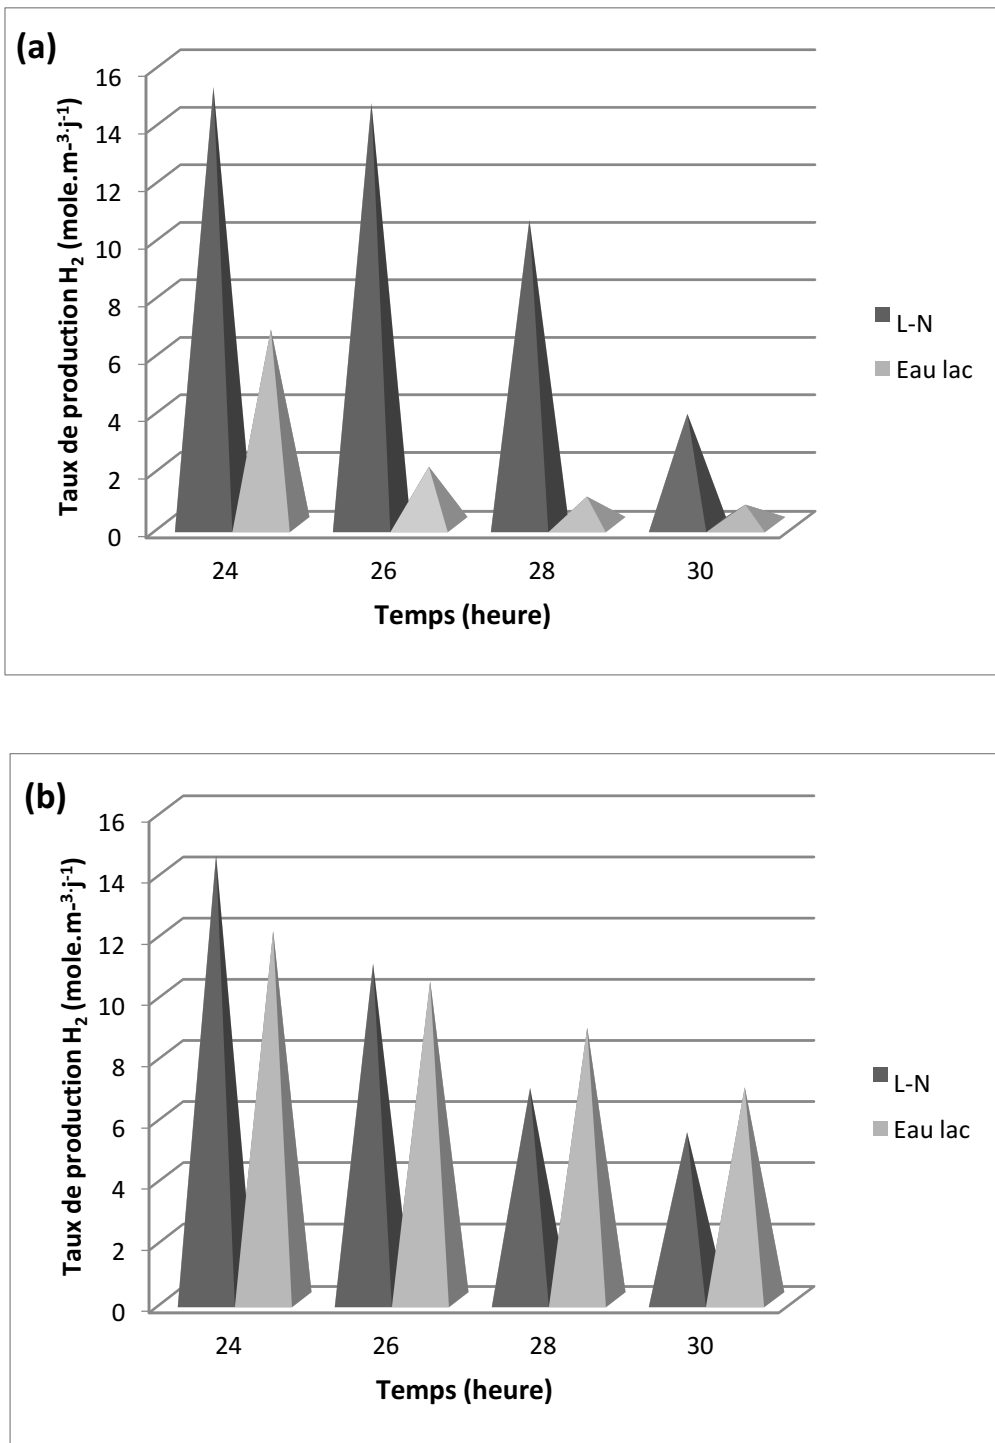 (a)
Taux de production H2 (mole.m-3.j-1)
16
14
12
10
8
6
4
2
0
24 26 28 30
Temps (heure)
L-N
Eau lac
(b)
Taux de production H2 (mole.m-3.j-1)
16
14
12
10
8
6
4
2
0
24 26 28 30
Temps (heure)
L-N
Eau lac